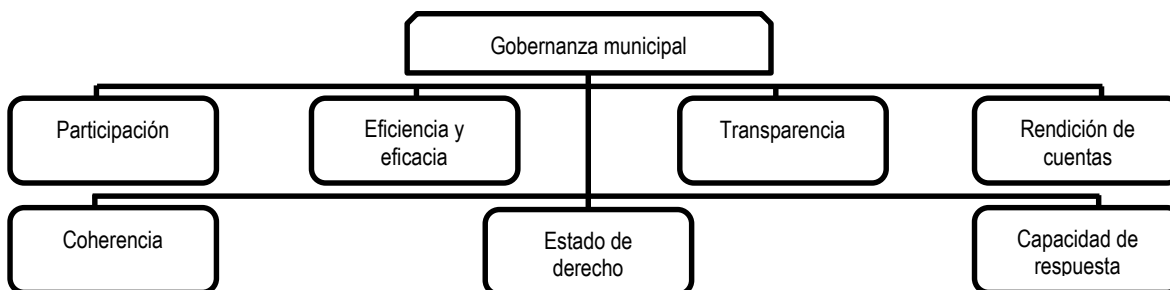 Gobernanza municipal
Participación
Eficiencia y
eficacia
Transparencia
Rendición de
cuentas
Coherencia
Estado de
derecho
Capacidad de
respuesta